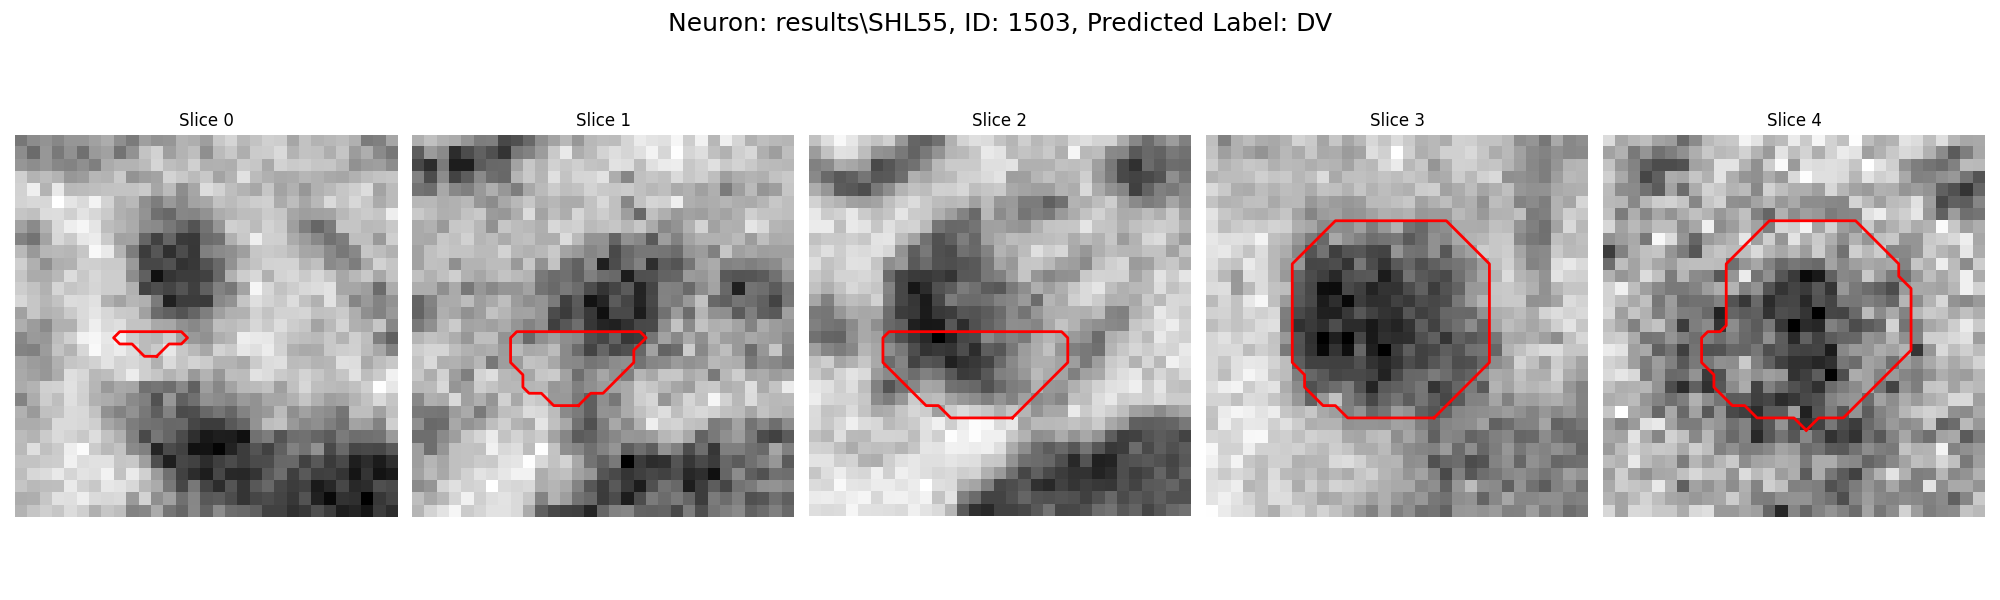 Neuron: results\SHL55, ID: 1503, Predicted Label: DV
Slice 0
Slice 1
Slice 2
Slice 3
Slice 4